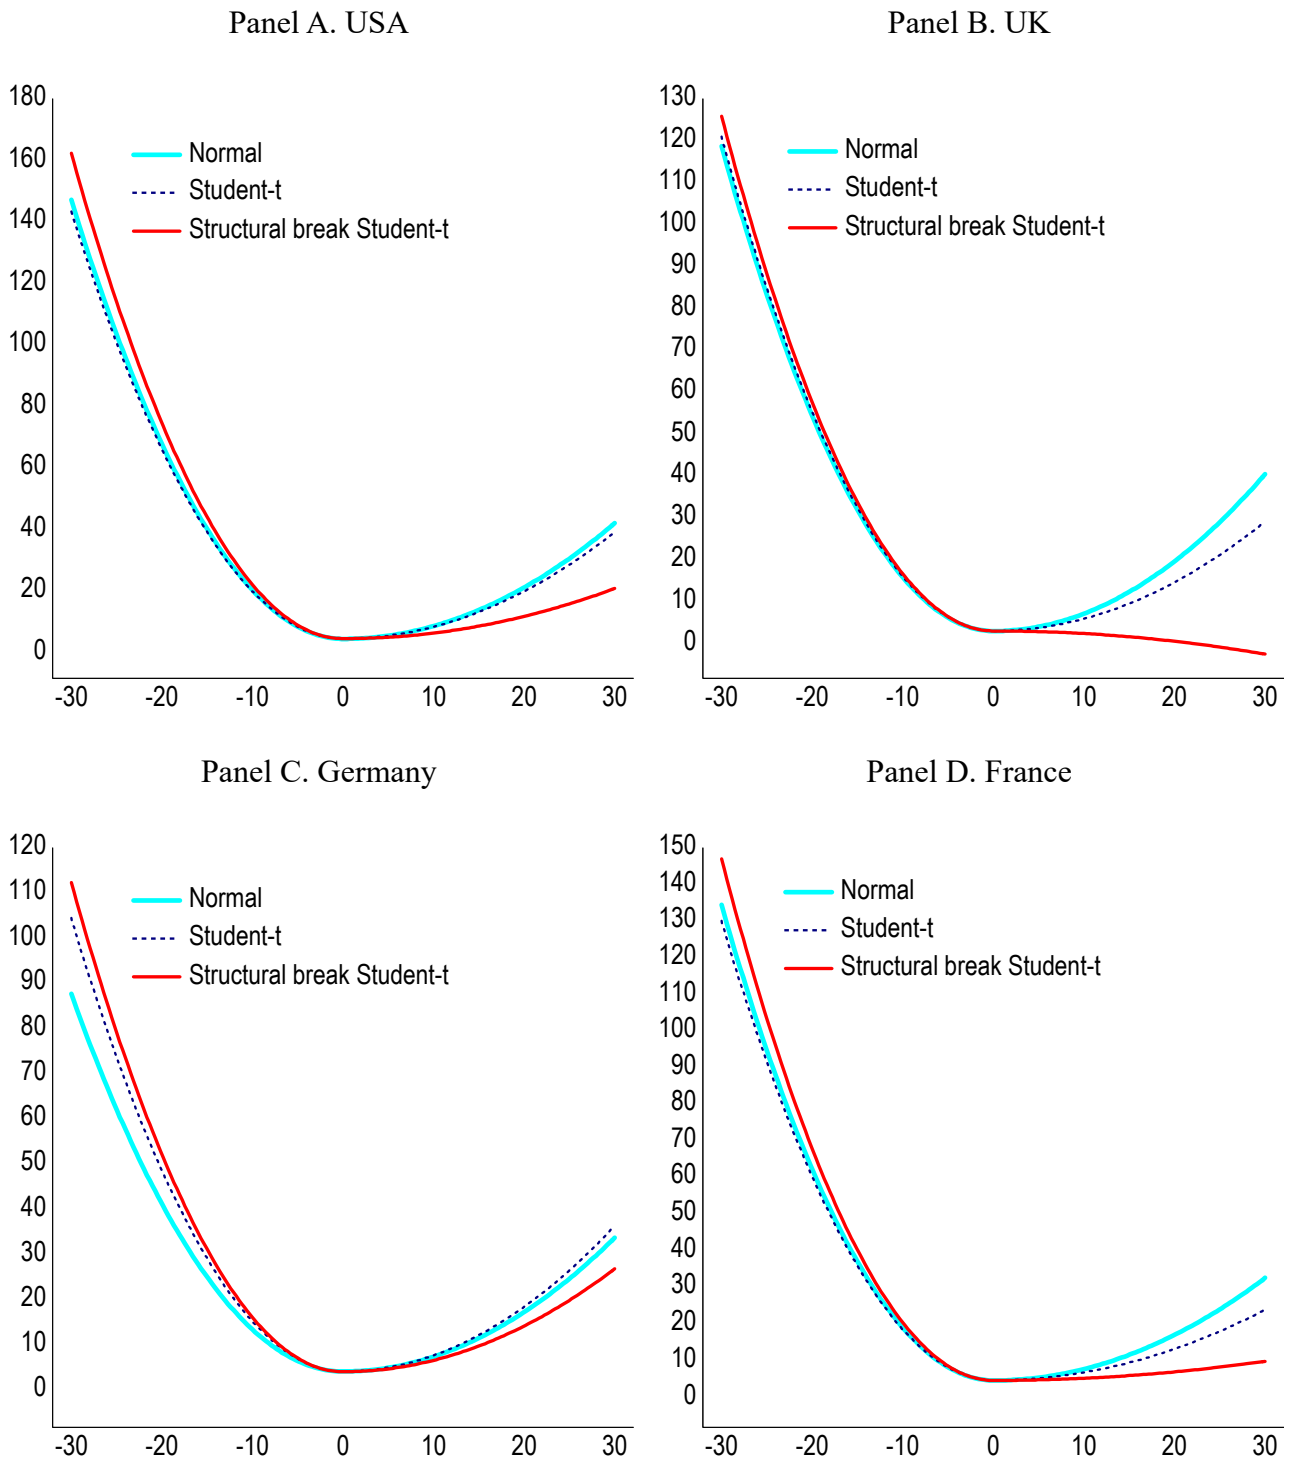 Panel A. USA
180
160
140
120
100
80
60
40
20
0
-30 -20 -10 0 10 20 30
Normal
Student-t
Structural break Student-t
Panel B. UK
130
120
110
100
90
80
70
60
50
40
30
20
10
0
-30 -20 -10 0 10 20 30
Normal
Student-t
Structural break Student-t
Panel C. Germany
120
110
100
90
80
70
60
50
40
30
20
10
0
-30 -20 -10 0 10 20 30
Normal
Student-t
Structural break Student-t
Panel D. France
150
140
130
120
110
100
90
80
70
60
50
40
30
20
10
0
-30 -20 -10 0 10 20 30
Normal
Student-t
Structural break Student-t